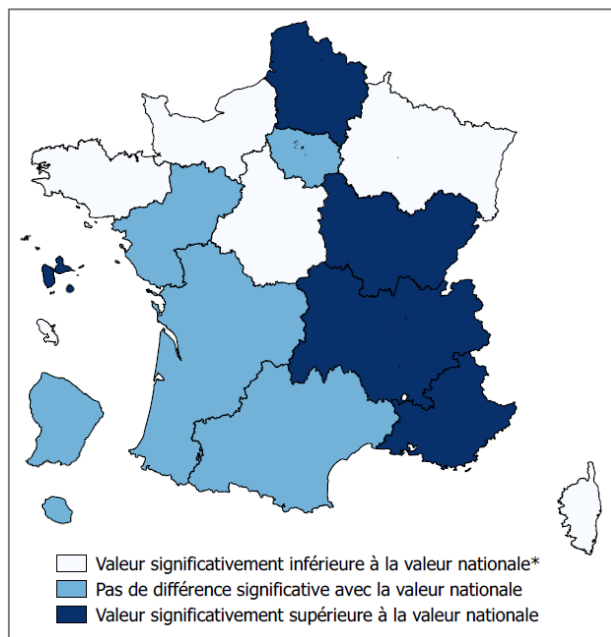 Valeur significativement inférieure à la valeur nationale*
Pas de différence significative avec la valeur nationale
Valeur significativement supérieure à la valeur nationale